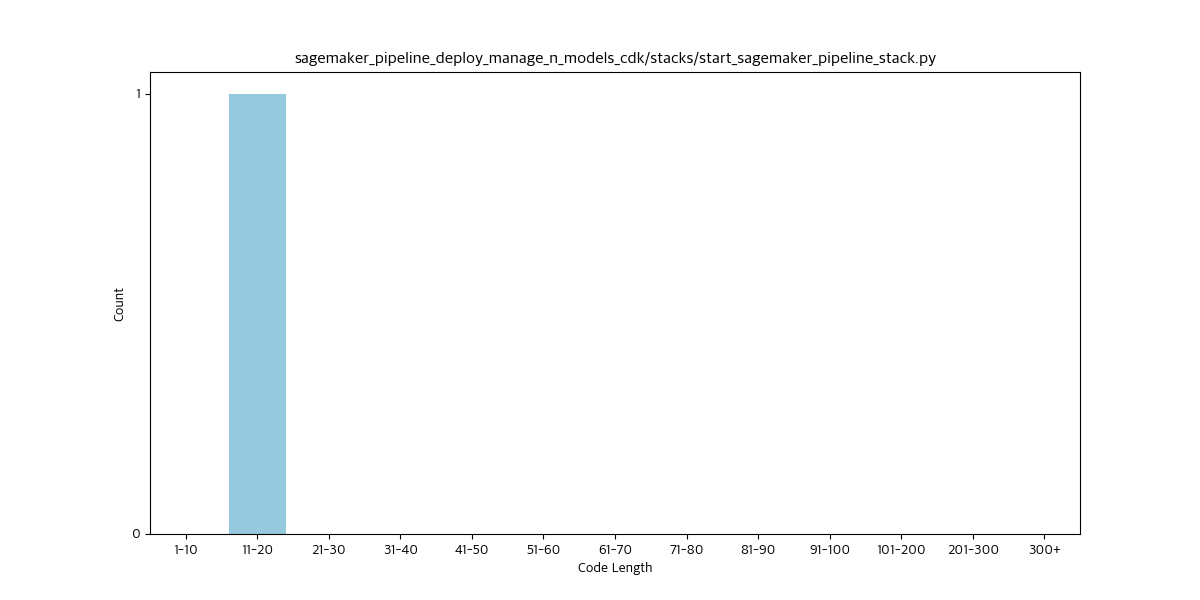 sagemaker_pipeline_deploy_manage_n_models_cdk/stacks/start_sagemaker_pipeline_stack.py
1
Count
0
1-10 11-20 21-30 31-40 41-50 51-60 61-70 71-80 81-90 91-100 101-200 201-300 300+
Code Length